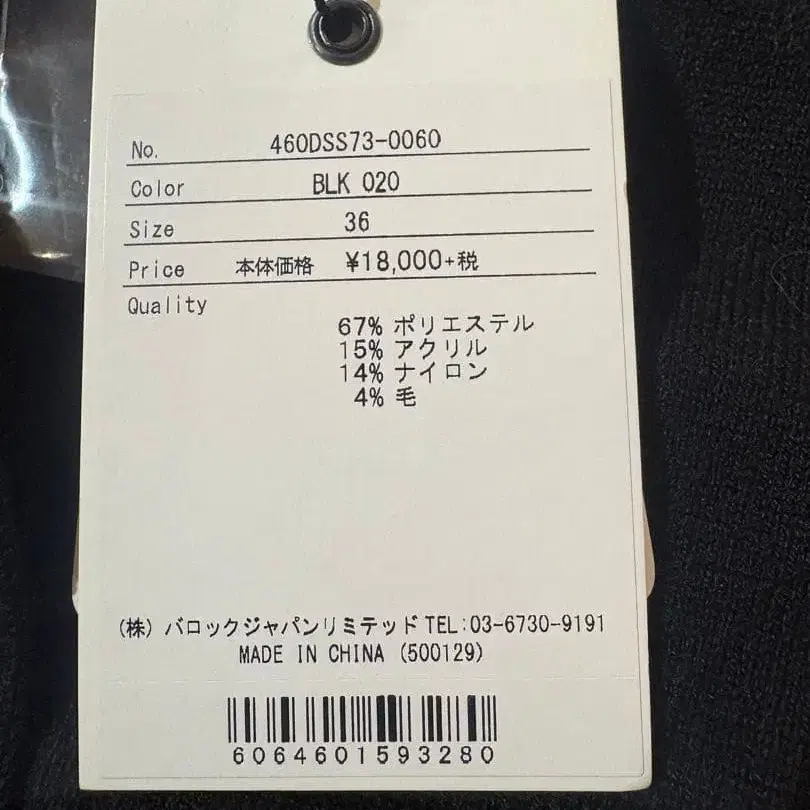 No. 460DSS73-0060
Color BLK 020
Size 36
Price 本体価格 ¥18,000+税
Quality
67% ポリエステル
15% アクリル
14% ナイロン
4% 毛
(株) バロックジャパンリミテッド TEL:03-6730-9191
MADE IN CHINA (500129)
6064601593280